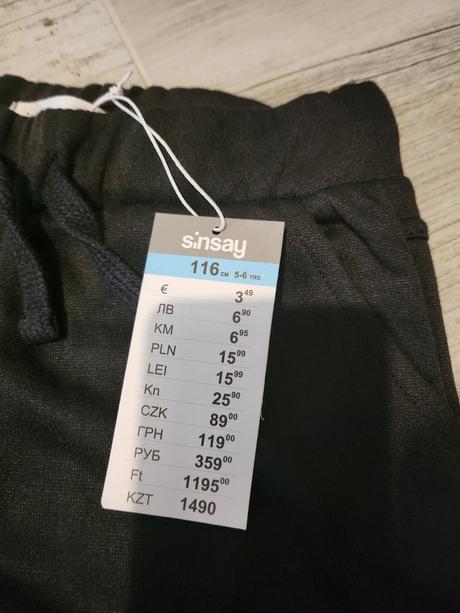 sinsay
116 CM 5-6 YRS
€ 3 49
ЛВ 6 90
KM 6 95
PLN 15 99
LEI 15 99
Kn 25 90
CZK 89 00
ГРН 119 00
РУБ 359 00
Ft 1195 00
KZT 1490